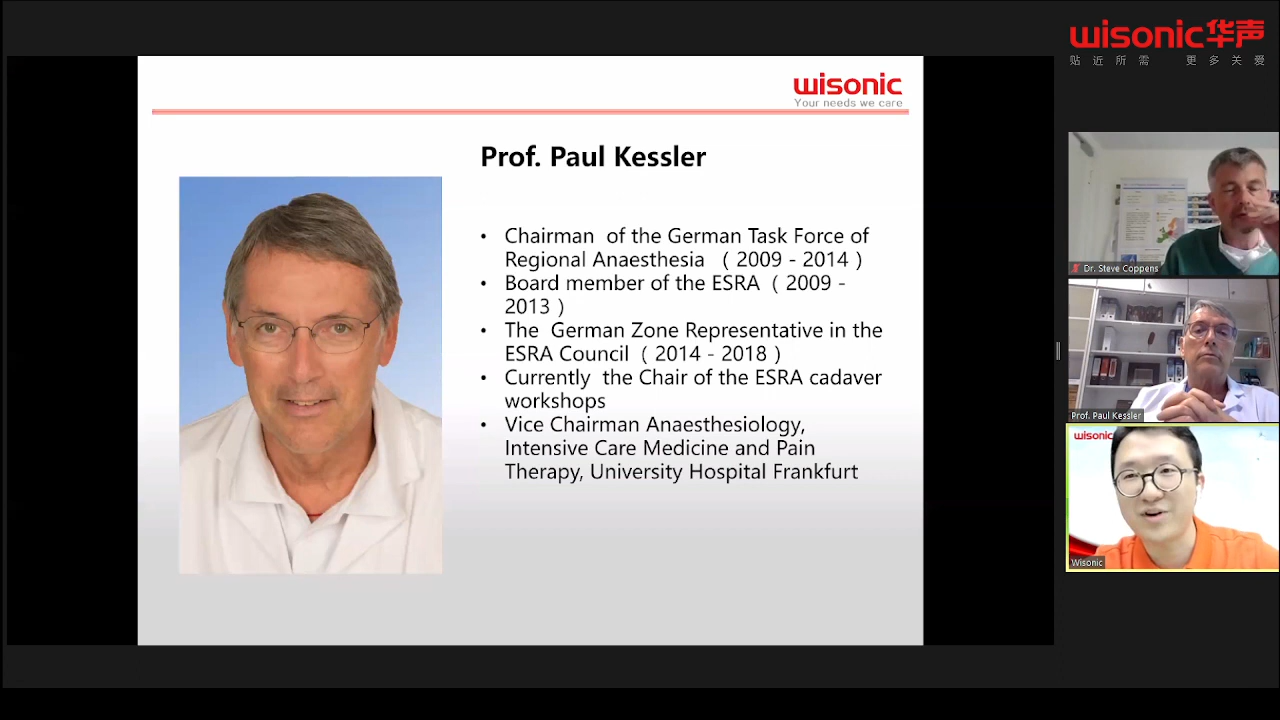 wisonic
Your needs we care
Prof. Paul Kessler
• Chairman of the German Task Force of
Regional Anaesthesia （ 2009 - 2014 ）
• Board member of the ESRA （ 2009 -
2013 ）
• The German Zone Representative in the
ESRA Council （ 2014 - 2018 ）
• Currently the Chair of the ESRA cadaver
workshops
• Vice Chairman Anaesthesiology,
Intensive Care Medicine and Pain
Therapy, University Hospital Frankfurt
wisonic华声
贴近所需 更多关爱
Dr. Steve Coppens
Prof. Paul Kessler
wisonic
Wisonic